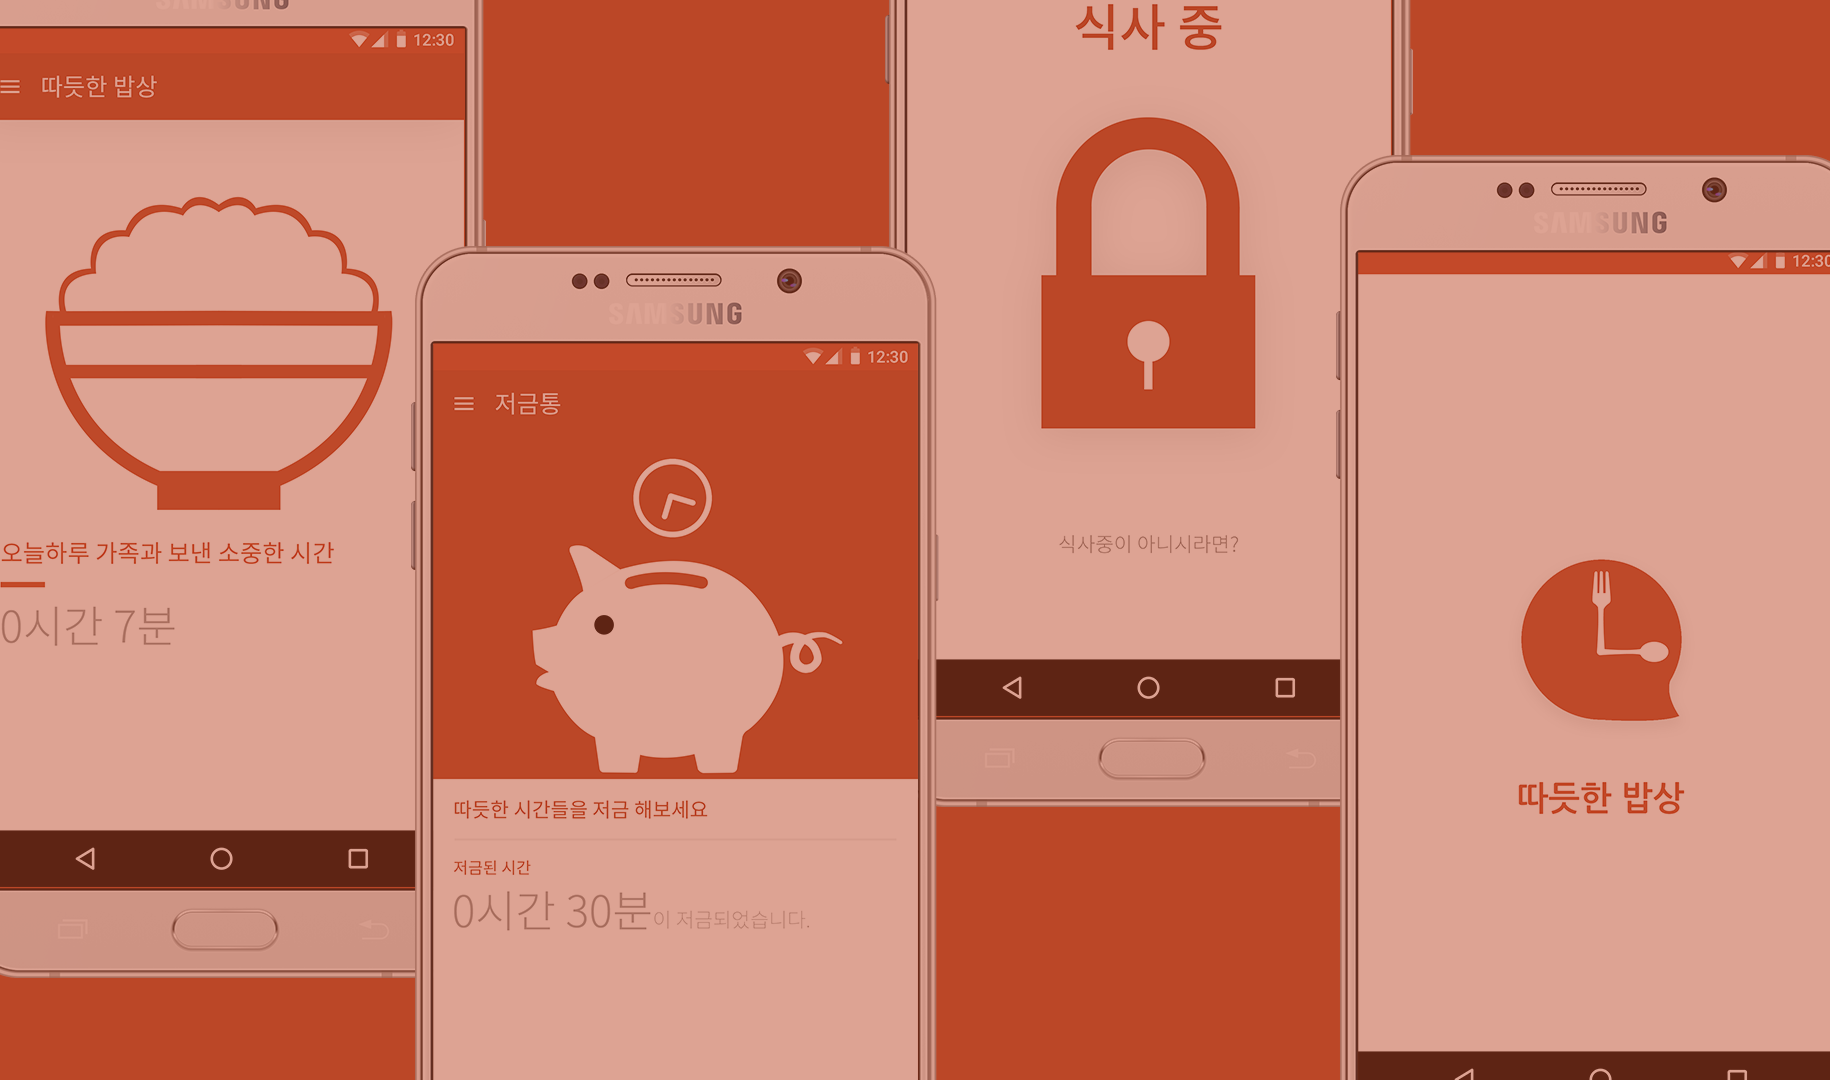 SAMSUNG
12:30
따듯한 밥상
오늘하루 가족과 보낸 소중한 시간
0시간 7분
SAMSUNG
12:30
저금통
따듯한 시간들을 저금 해보세요
저금된 시간
0시간 30분이 저금되었습니다.
식사 중
식사중이 아니시라면?
SAMSUNG
12:30
따듯한 밥상